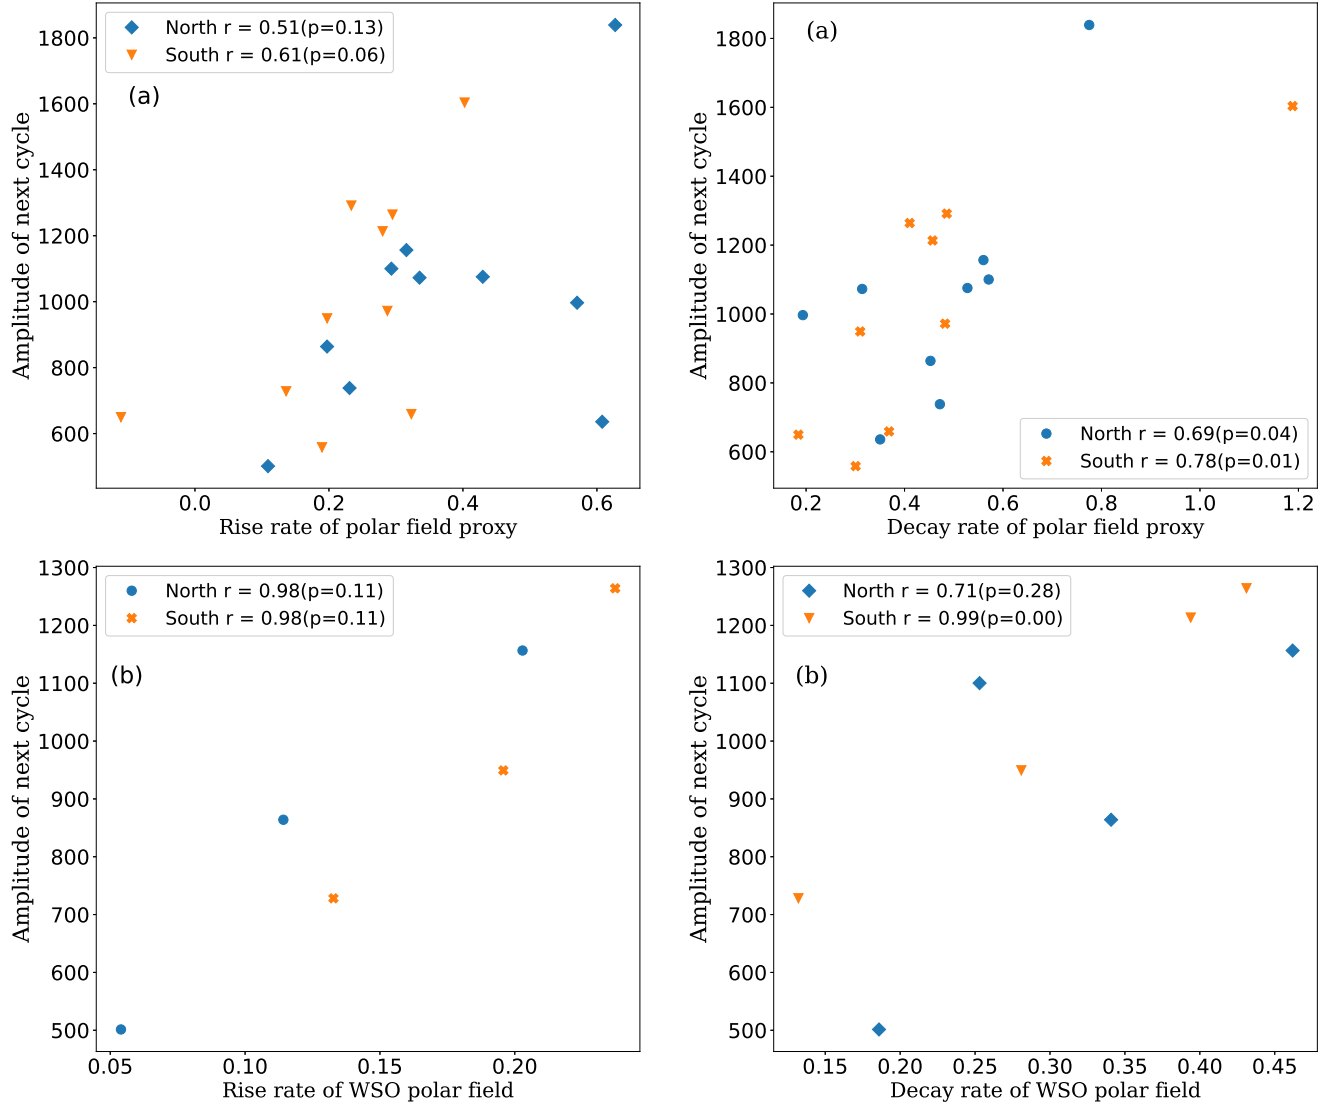 North r = 0.51(p=0.13)
South r = 0.61(p=0.06)
(a)
1800
1600
1400
1200
1000
800
600
Amplitude of next cycle
0.0 0.2 0.4 0.6
Rise rate of polar field proxy
(a)
1800
1600
1400
1200
1000
800
600
Amplitude of next cycle
North r = 0.69(p=0.04)
South r = 0.78(p=0.01)
0.2 0.4 0.6 0.8 1.0 1.2
Decay rate of polar field proxy
North r = 0.98(p=0.11)
South r = 0.98(p=0.11)
(b)
1300
1200
1100
1000
900
800
700
600
500
Amplitude of next cycle
0.05 0.10 0.15 0.20
Rise rate of WSO polar field
North r = 0.71(p=0.28)
South r = 0.99(p=0.00)
(b)
1300
1200
1100
1000
900
800
700
600
500
Amplitude of next cycle
0.15 0.20 0.25 0.30 0.35 0.40 0.45
Decay rate of WSO polar field